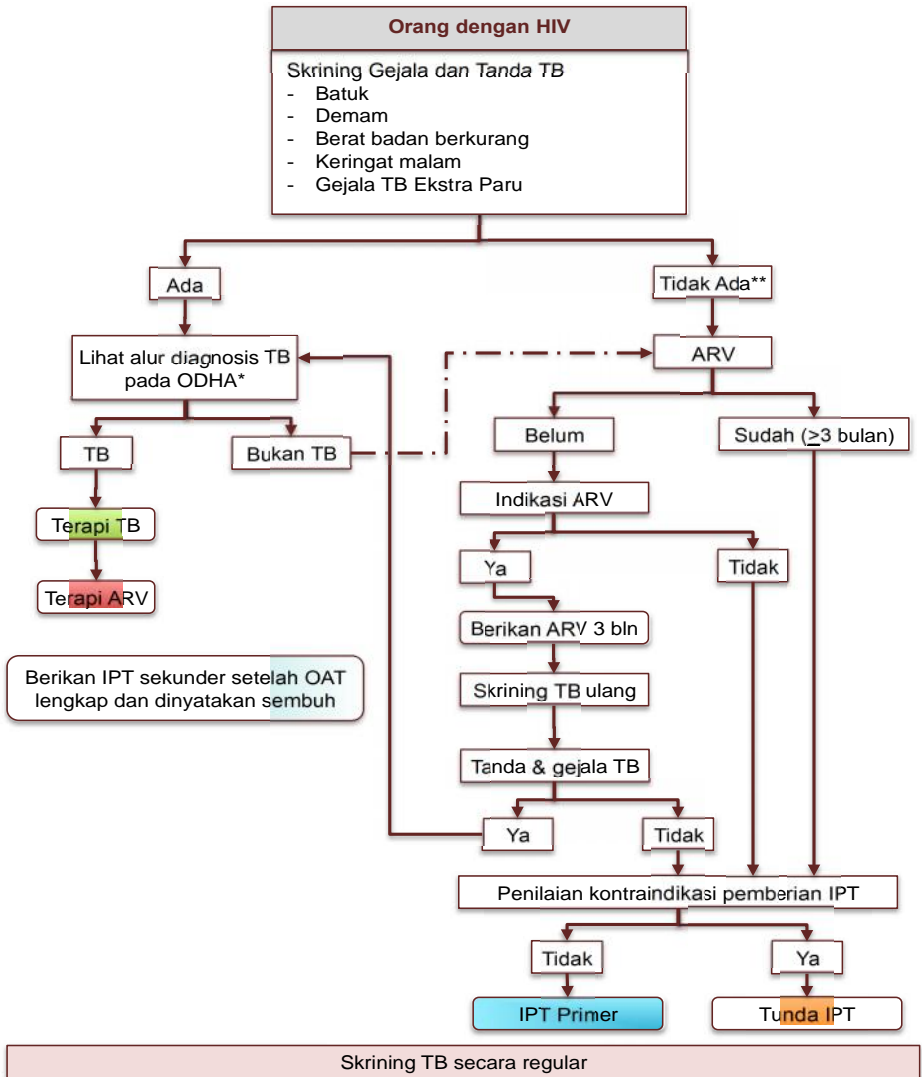 Orang dengan HIV
Skrining Gejala dan Tanda TB
- Batuk
- Demam
- Berat badan berkurang
- Keringat malam
- Gejala TB Ekstra Paru
Ada
Tidak Ada**
Lihat alur diagnosis TB
pada ODHA*
ARV
TB
Bukan TB
Belum
Sudah (≥3 bulan)
Terapi TB
Indikasi ARV
Terapi ARV
Ya
Tidak
Berikan ARV 3 bln
Berikan IPT sekunder setelah OAT
lengkap dan dinyatakan sembuh
Skrining TB ulang
Tanda & gejala TB
Ya
Tidak
Penilaian kontraindikasi pemberian IPT
Tidak
Ya
IPT Primer
Tunda IPT
Skrining TB secara regular